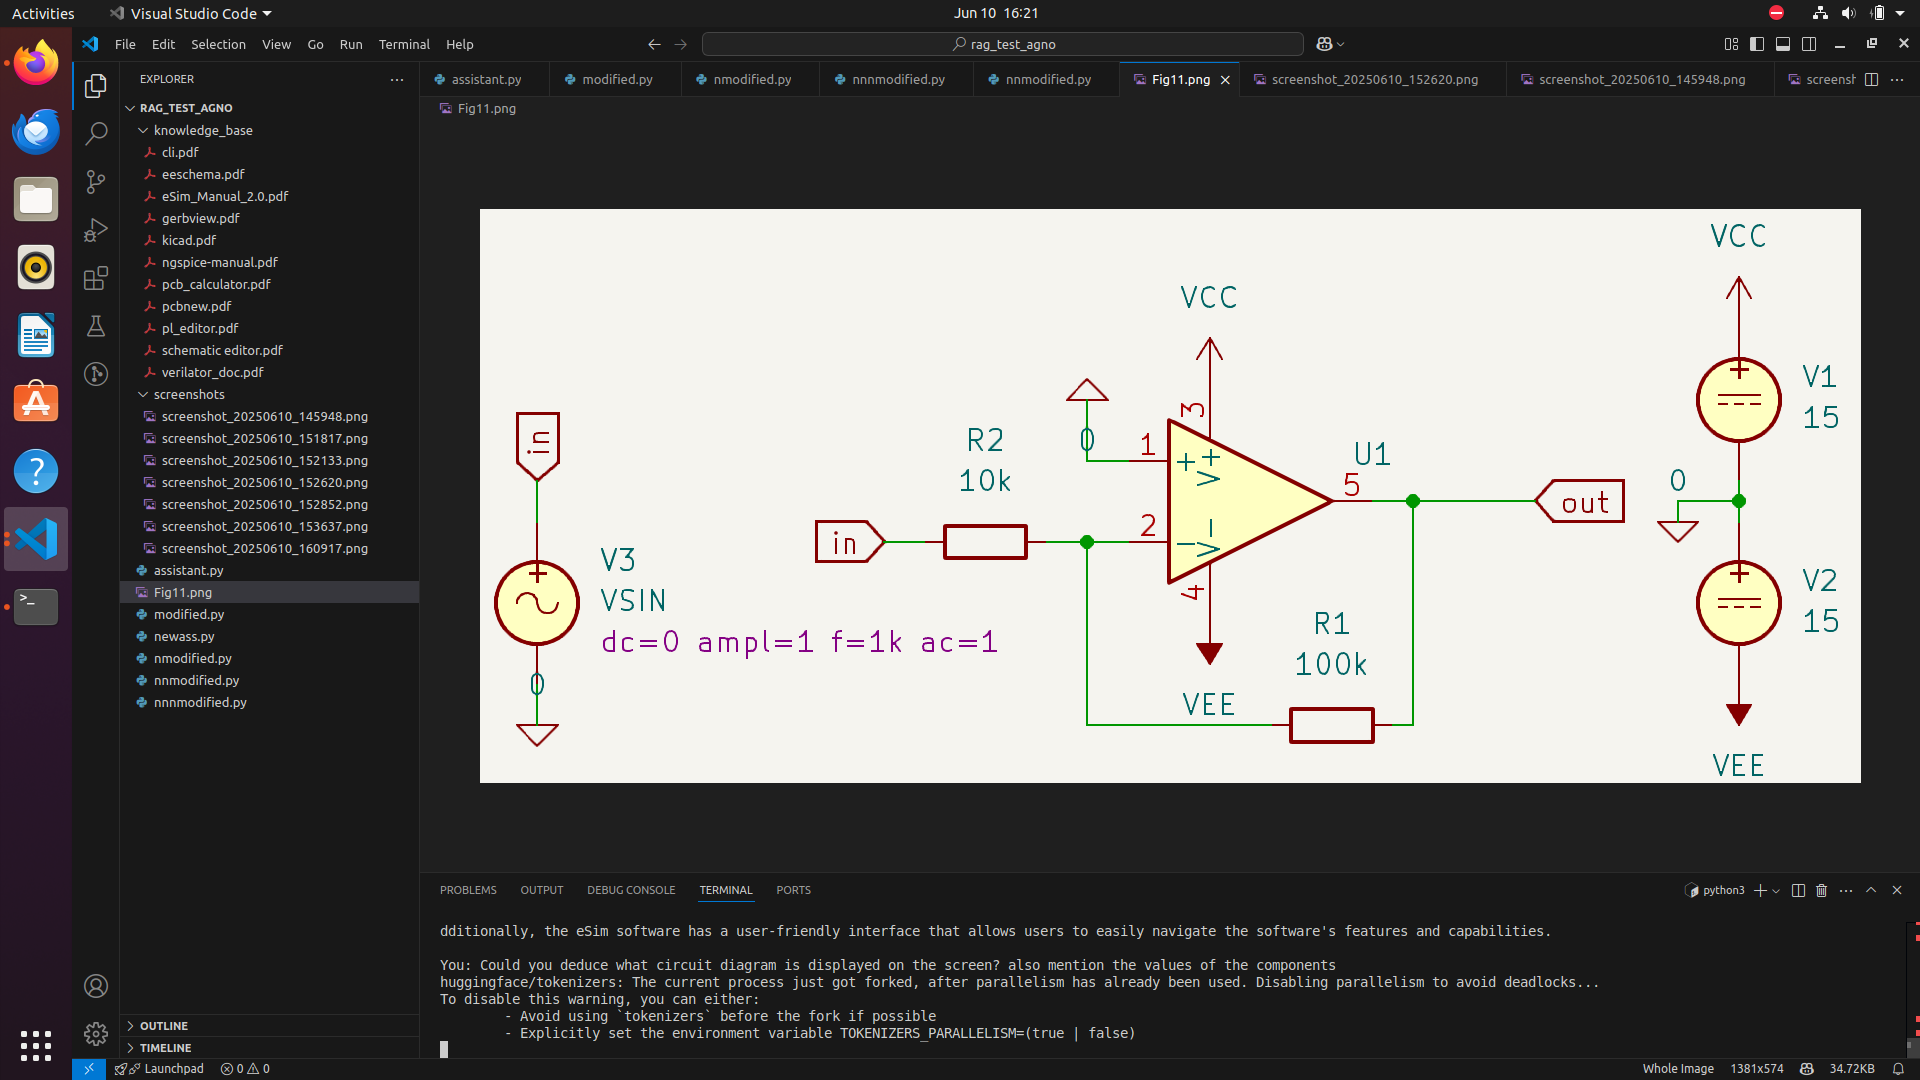 Activities
Visual Studio Code
Jun 10 16:21
File Edit Selection View Go Run Terminal Help
rag_test_agno
EXPLORER
RAG_TEST_AGNO
knowledge_base
cli.pdf
eeschema.pdf
eSim_Manual_2.0.pdf
gerbview.pdf
kicad.pdf
ngspice-manual.pdf
pcb_calculator.pdf
pcbnew.pdf
pl_editor.pdf
schematic editor.pdf
verilator_doc.pdf
screenshots
screenshot_20250610_145948.png
screenshot_20250610_151817.png
screenshot_20250610_152133.png
screenshot_20250610_152620.png
screenshot_20250610_152852.png
screenshot_20250610_153637.png
screenshot_20250610_160917.png
assistant.py
Fig11.png
modified.py
newass.py
nmodified.py
nnmodified.py
nnnmodified.py
OUTLINE
TIMELINE
assistant.py modified.py nmodified.py nnnmodified.py nnmodified.py Fig11.png screenshot_20250610_152620.png screenshot_20250610_145948.png screensh
Fig11.png
in
V3
VSIN
dc=0 ampl=1 f=1k ac=1
0
in
R2
10k
0
VCC
3
1
2
4
+
V+
−
V−
VEE
U1
5
R1
100k
out
VCC
V1
15
0
V2
15
VEE
PROBLEMS OUTPUT DEBUG CONSOLE TERMINAL PORTS
python3
dditionally, the eSim software has a user-friendly interface that allows users to easily navigate the software's features and capabilities.
You: Could you deduce what circuit diagram is displayed on the screen? also mention the values of the components
huggingface/tokenizers: The current process just got forked, after parallelism has already been used. Disabling parallelism to avoid deadlocks...
To disable this warning, you can either:
- Avoid using `tokenizers` before the fork if possible
- Explicitly set the environment variable TOKENIZERS_PARALLELISM=(true | false)
Launchpad 0 0
Whole Image 1381x574 34.72KB